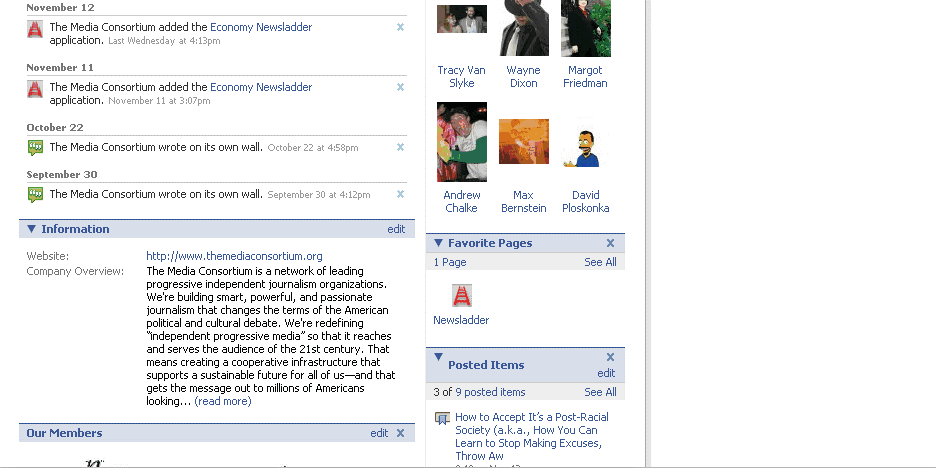 November 12
The Media Consortium added the Economy Newsladder
application. Last Wednesday at 4:13pm
November 11
The Media Consortium added the Economy Newsladder
application. November 11 at 3:07pm
October 22
The Media Consortium wrote on its own wall. October 22 at 4:58pm
September 30
The Media Consortium wrote on its own wall. September 30 at 4:12pm
Information edit
Website: http://www.themediaconsortium.org
Company Overview: The Media Consortium is a network of leading
progressive independent journalism organizations.
We're building smart, powerful, and passionate
journalism that changes the terms of the American
political and cultural debate. We're redefining
"independent progressive media" so that it reaches
and serves the audience of the 21st century. That
means creating a cooperative infrastructure that
supports a sustainable future for all of us—and that
gets the message out to millions of Americans
looking... (read more)
Our Members edit
Tracy Van
Slyke
Wayne
Dixon
Margot
Friedman
Andrew
Chalke
Max
Bernstein
David
Ploskonka
Favorite Pages
1 Page See All
Newsladder
Posted Items
edit
3 of 9 posted items See All
How to Accept It's a Post-Racial
Society (a.k.a., How You Can
Learn to Stop Making Excuses,
Throw Aw